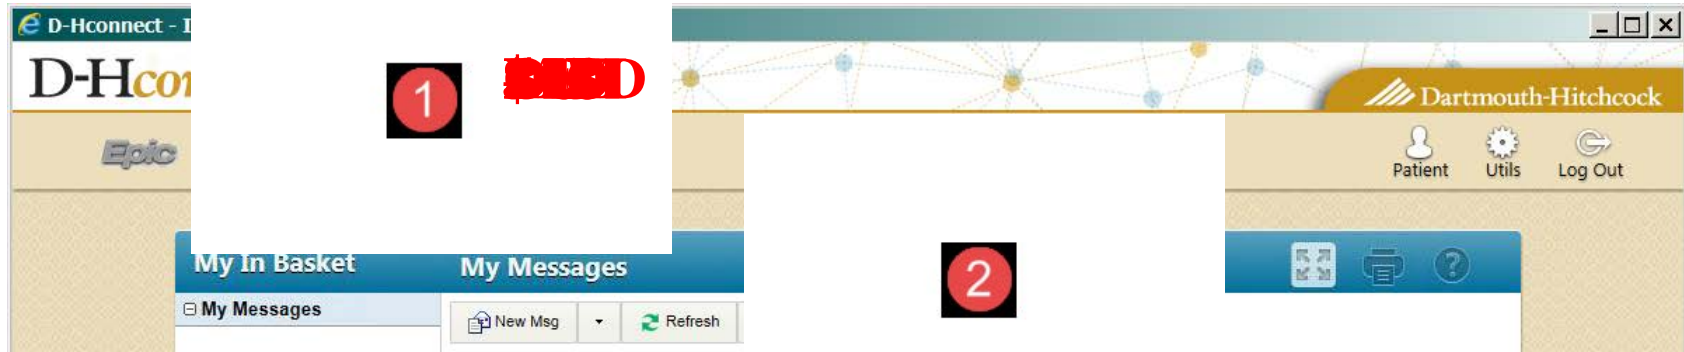 D-Hconnect -
D-Hco
1
Dartmouth-Hitchcock
Epic
Patient
Utils
Log Out
My In Basket
My Messages
2
My Messages
New Msg
Refresh